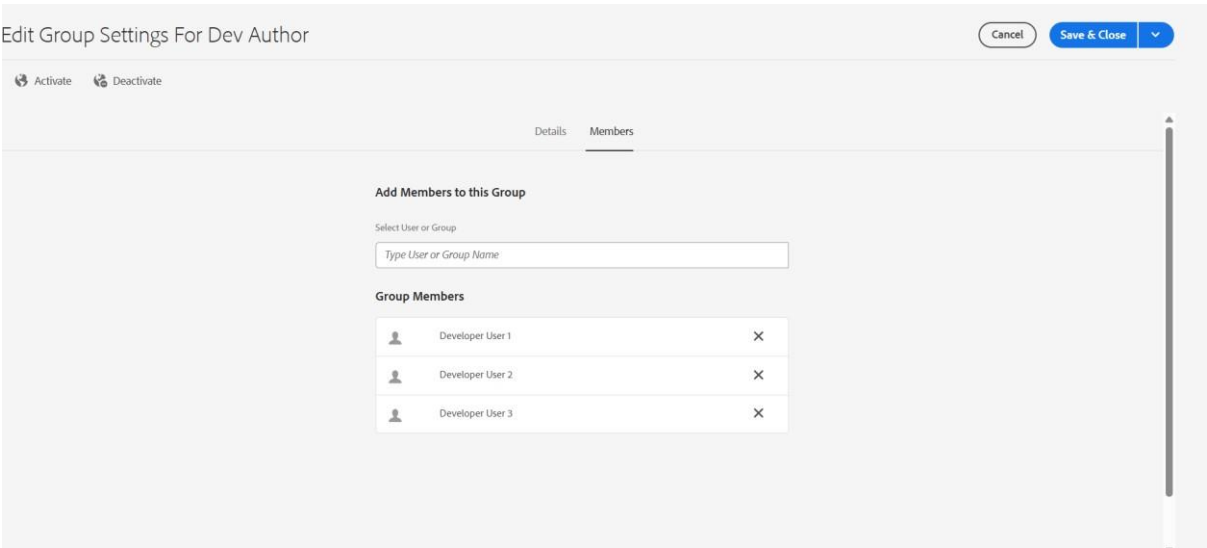 Edit Group Settings For Dev Author
Cancel
Save & Close
Activate
Deactivate
Details
Members
Add Members to this Group
Select User or Group
Type User or Group Name
Group Members
Developer User 1
Developer User 2
Developer User 3